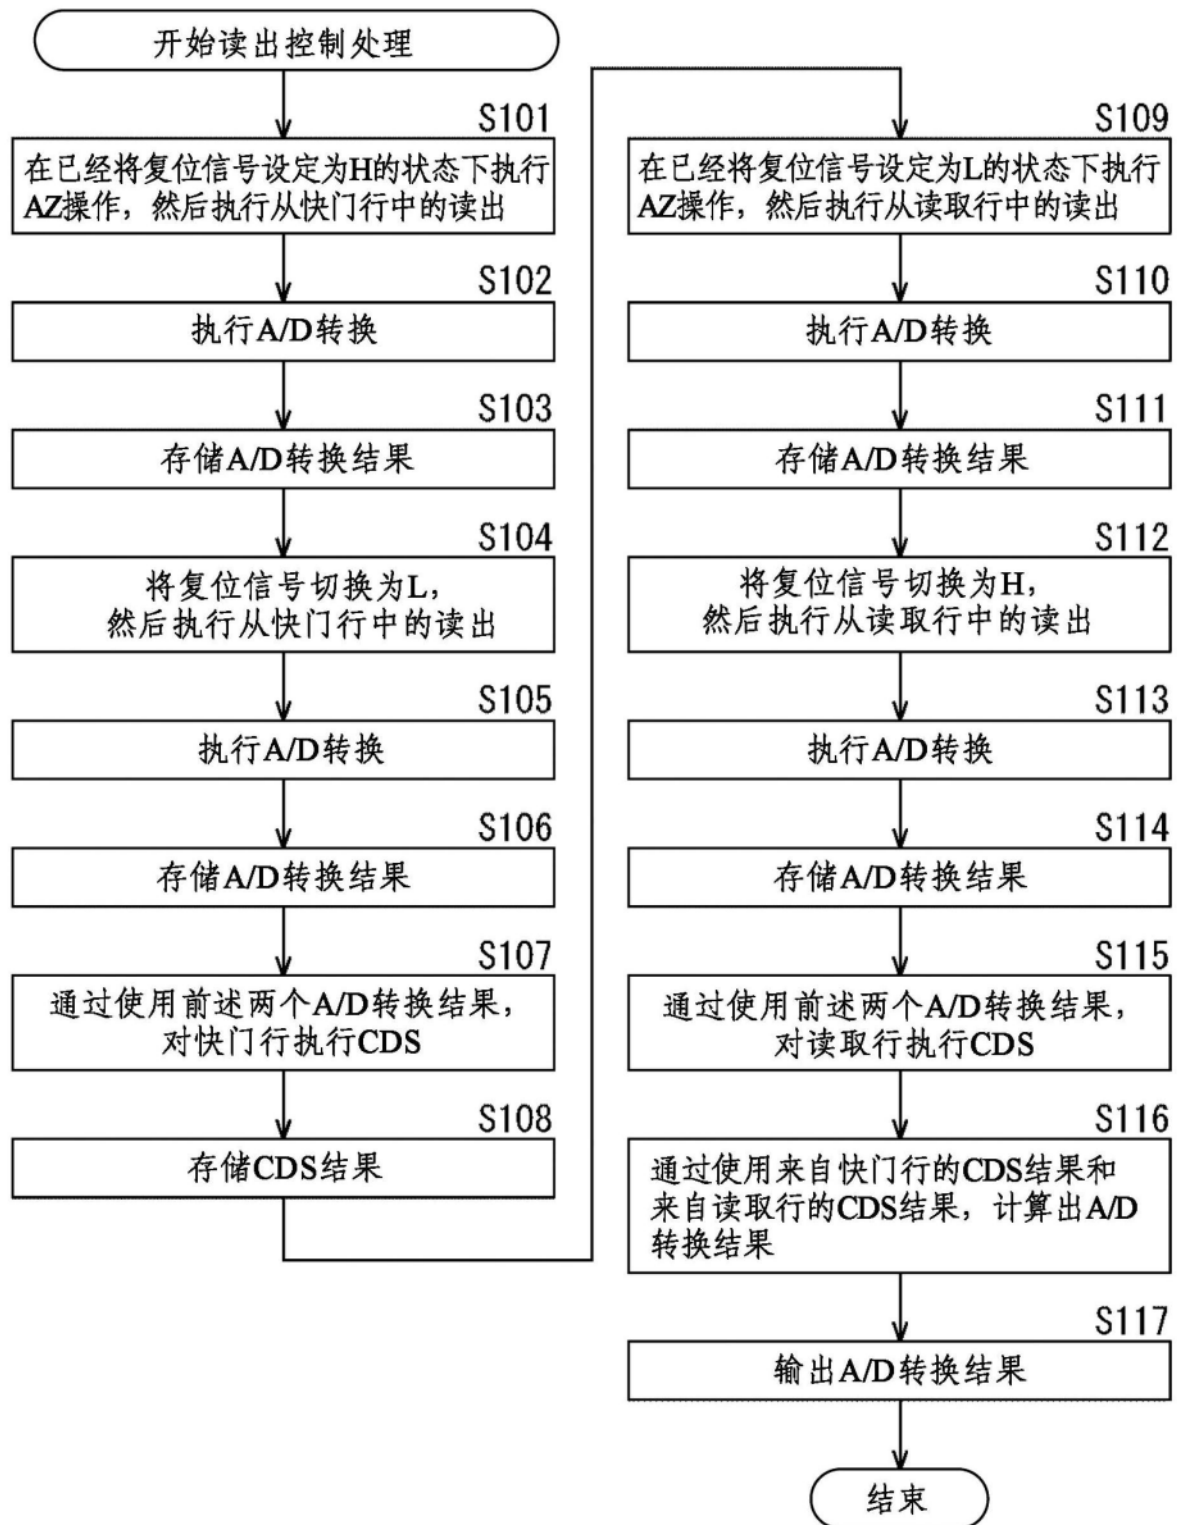 开始读出控制处理
S101
在已经将复位信号设定为H的状态下执行
AZ操作，然后执行从快门行中的读出
S102
执行A/D转换
S103
存储A/D转换结果
S104
将复位信号切换为L，
然后执行从快门行中的读出
S105
执行A/D转换
S106
存储A/D转换结果
S107
通过使用前述两个A/D转换结果，
对快门行执行CDS
S108
存储CDS结果
S109
在已经将复位信号设定为L的状态下执行
AZ操作，然后执行从读取行中的读出
S110
执行A/D转换
S111
存储A/D转换结果
S112
将复位信号切换为H，
然后执行从读取行中的读出
S113
执行A/D转换
S114
存储A/D转换结果
S115
通过使用前述两个A/D转换结果，
对读取行执行CDS
S116
通过使用来自快门行的CDS结果和
来自读取行的CDS结果，计算出A/D
转换结果
S117
输出A/D转换结果
结束